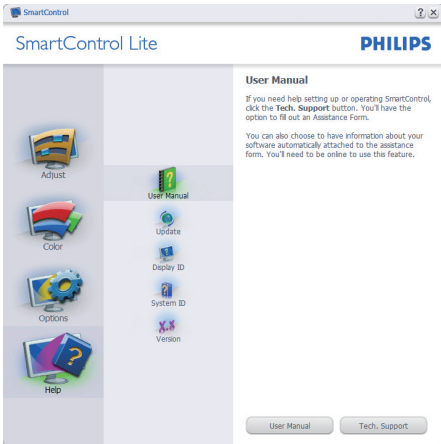 SmartControl
? x
SmartControl Lite
PHILIPS
Adjust
Color
Options
Help
User Manual
Update
Display ID
System ID
X.X
Version
User Manual
If you need help setting up or operating SmartControl,
click the Tech. Support button. You'll have the
option to fill out an Assistance Form.
You can also choose to have information about your
software automatically attached to the assistance
form. You'll need to be online to use this feature.
User Manual
Tech. Support